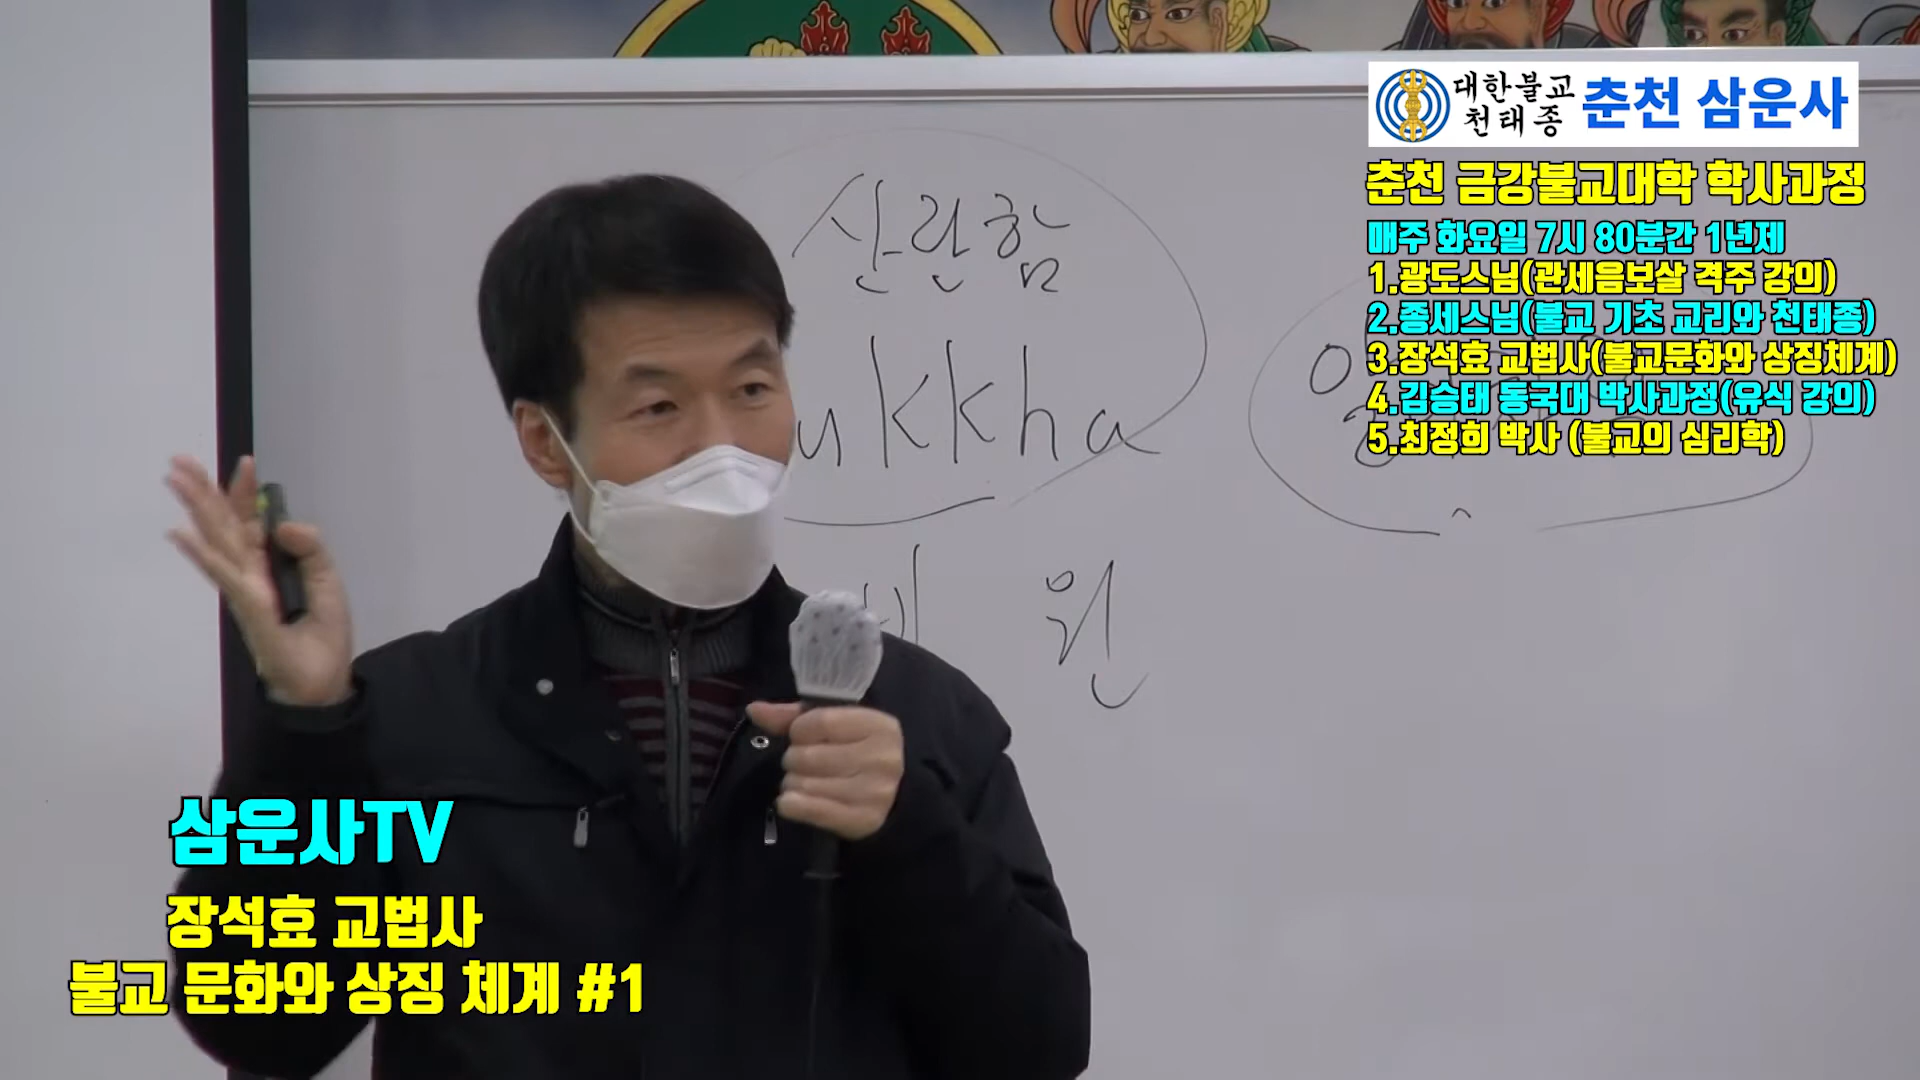 대한불교
천태종
춘천 삼운사
춘천 금강불교대학 학사과정
매주 화요일 7시 80분간 1년제
1.광도스님(관세음보살 격주 강의)
2.종세스님(불교 기초 교리와 천태종)
3.장석효 교법사(불교문화와 상징체계)
4.김승태 동국대 박사과정(유식 강의)
5.최정희 박사 (불교의 심리학)
산란함
ukkha
원
삼운사TV
장석효 교법사
불교 문화와 상징 체계 #1